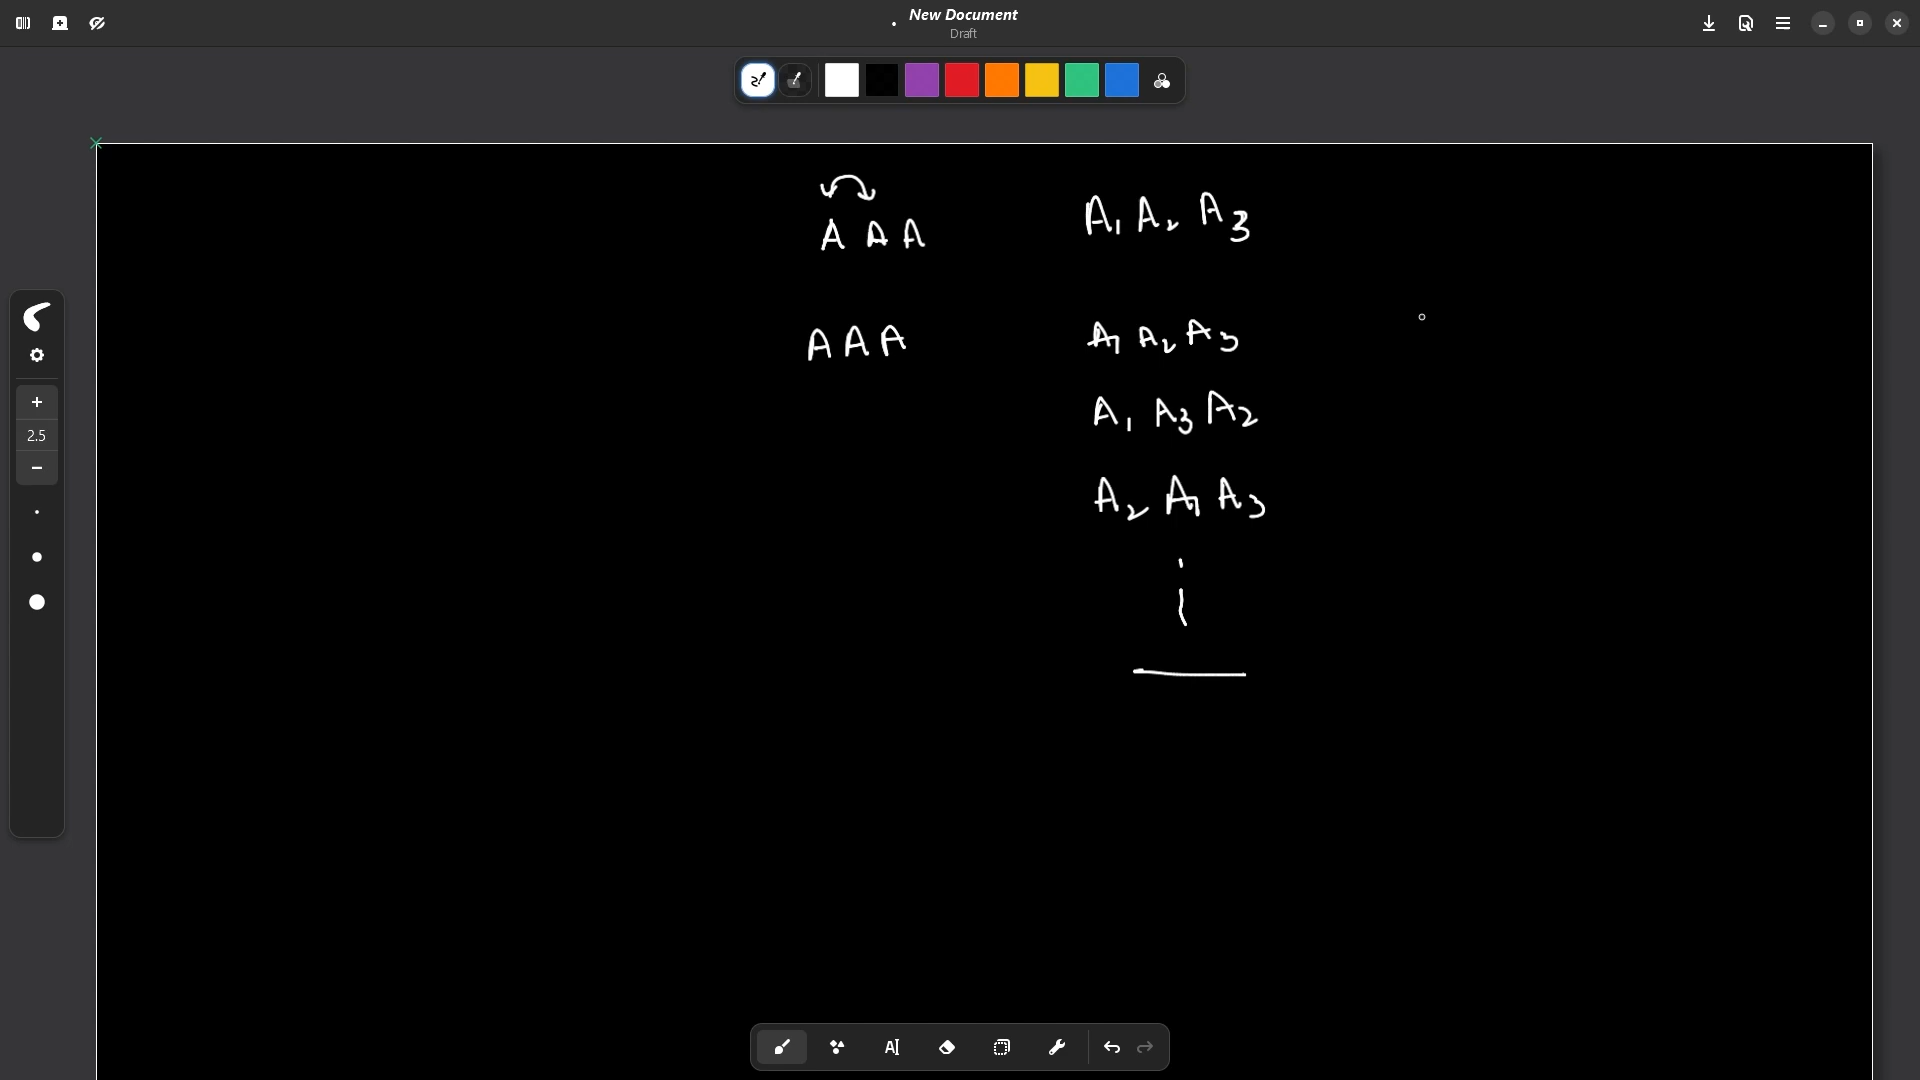 New Document
Draft
A A A
A₁ A₂ A₃
A A A
A₁ A₂ A₃
A₁ A₃ A₂
A₂ A₁ A₃
2.5